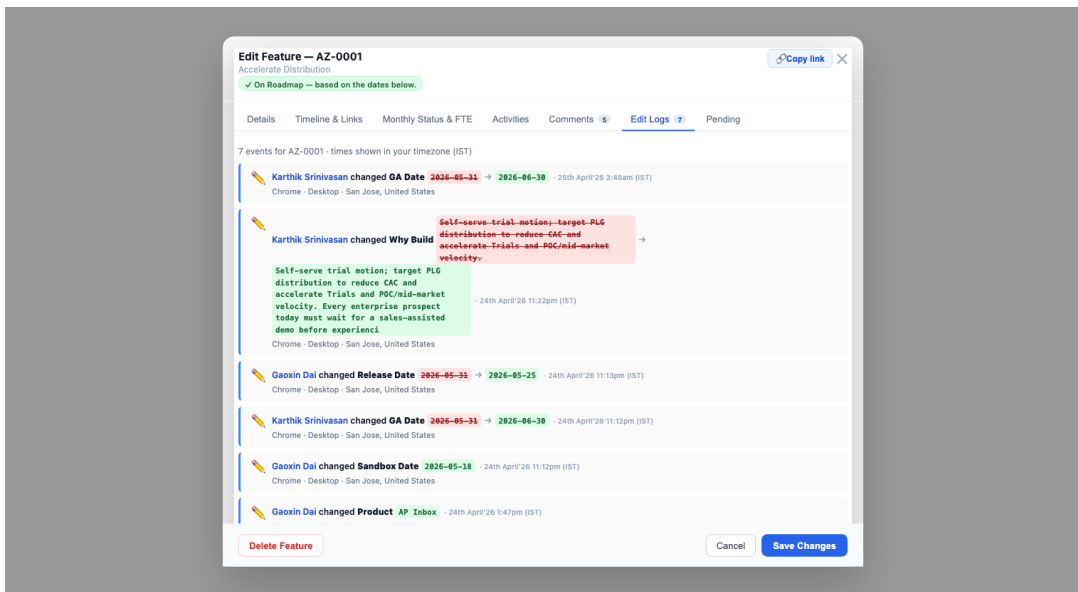 Edit Feature — AZ-0001
Copy link
Accelerate Distribution
✓ On Roadmap — based on the dates below.
Details Timeline & Links Monthly Status & FTE Activities Comments 5 Edit Logs 7 Pending
7 events for AZ-0001 · times shown in your timezone (IST)
Karthik Srinivasan changed GA Date 2026-05-31 → 2026-06-30 · 25th April'26 3:46am (IST)
Chrome · Desktop · San Jose, United States
Karthik Srinivasan changed Why Build
Self-serve trial motion; target PLG
distribution to reduce CAC and
accelerate Trials and POC/mid-market
velocity.
→
Self-serve trial motion; target PLG
distribution to reduce CAC and
accelerate Trials and POC/mid-market
velocity. Every enterprise prospect
today must wait for a sales-assisted
demo before experienci
· 24th April'26 11:22pm (IST)
Chrome · Desktop · San Jose, United States
Gaoxin Dai changed Release Date 2026-05-31 → 2026-05-25 · 24th April'26 11:13pm (IST)
Chrome · Desktop · San Jose, United States
Karthik Srinivasan changed GA Date 2026-05-31 → 2026-06-30 · 24th April'26 11:12pm (IST)
Chrome · Desktop · San Jose, United States
Gaoxin Dai changed Sandbox Date 2026-05-18 · 24th April'26 11:12pm (IST)
Chrome · Desktop · San Jose, United States
Gaoxin Dai changed Product AP Inbox · 24th April'26 1:47pm (IST)
Delete Feature
Cancel
Save Changes